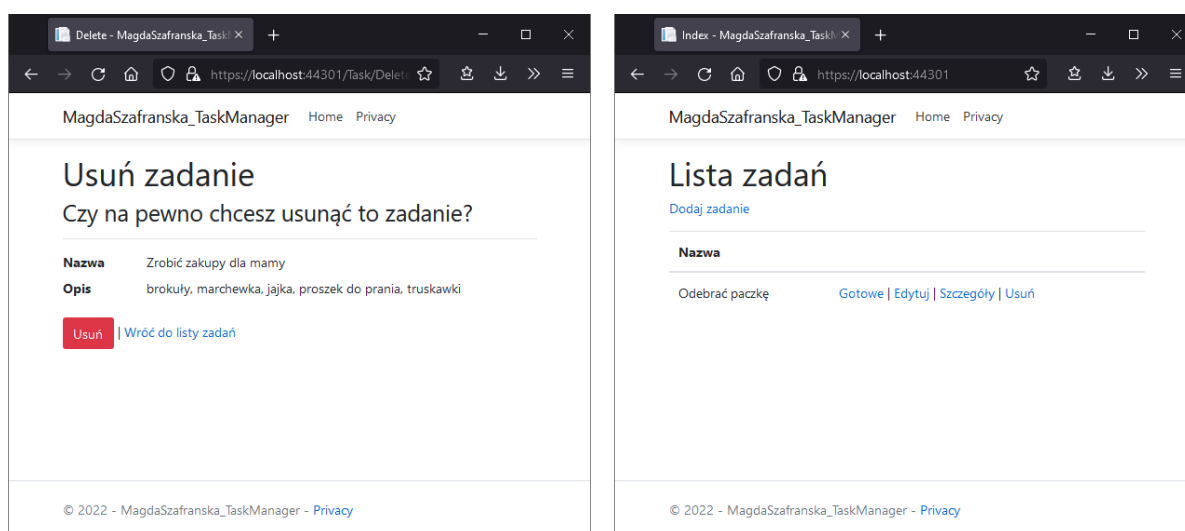 Delete - MagdaSzafranska_Task
https://localhost:44301/Task/Delet
MagdaSzafranska_TaskManager Home Privacy
Usuń zadanie
Czy na pewno chcesz usunąć to zadanie?
Nazwa Zrobić zakupy dla mamy
Opis brokuły, marchewka, jajka, proszek do prania, truskawki
Usuń | Wróć do listy zadań
© 2022 - MagdaSzafranska_TaskManager - Privacy
Index - MagdaSzafranska_Task
https://localhost:44301
MagdaSzafranska_TaskManager Home Privacy
Lista zadań
Dodaj zadanie
Nazwa
Odebrać paczkę Gotowe | Edytuj | Szczegóły | Usuń
© 2022 - MagdaSzafranska_TaskManager - Privacy